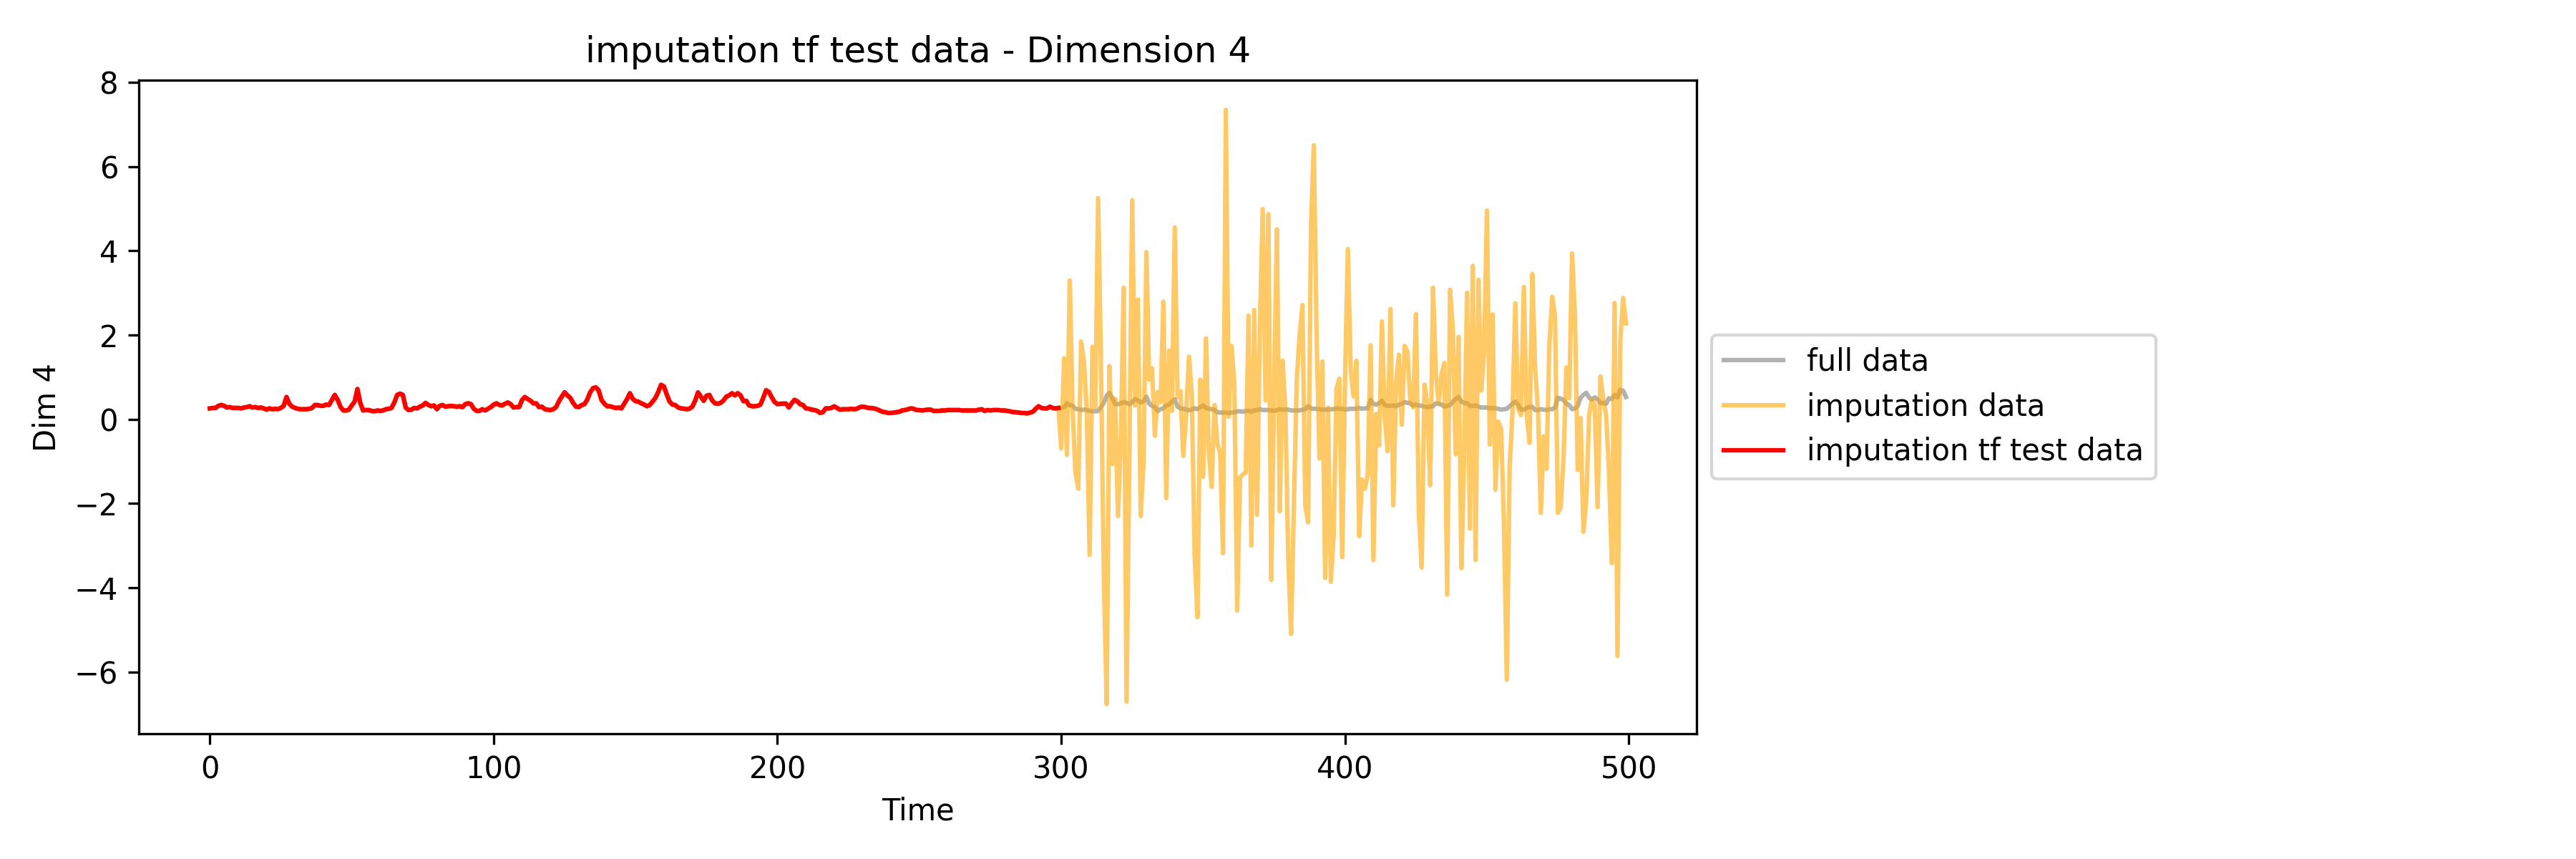 imputation tf test data - Dimension 4
8
6
4
2
0
−2
−4
−6
Dim 4
0 100 200 300 400 500
Time
full data
imputation data
imputation tf test data